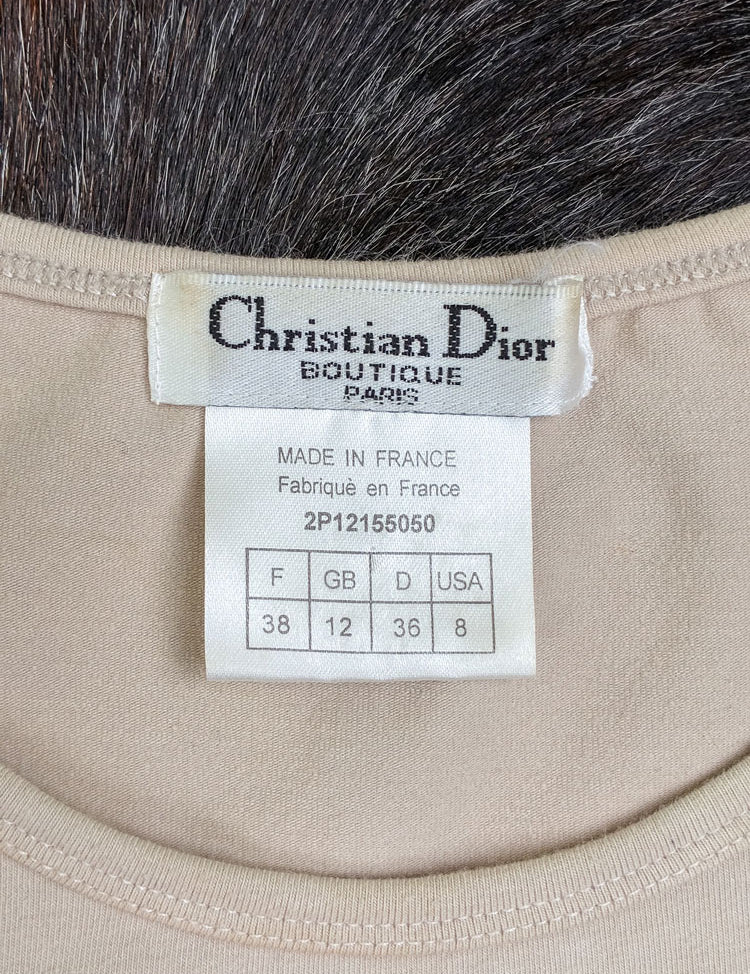 Christian Dior
BOUTIQUE
PARIS
MADE IN FRANCE
Fabriquè en France
2P12155050
F GB D USA
38 12 36 8